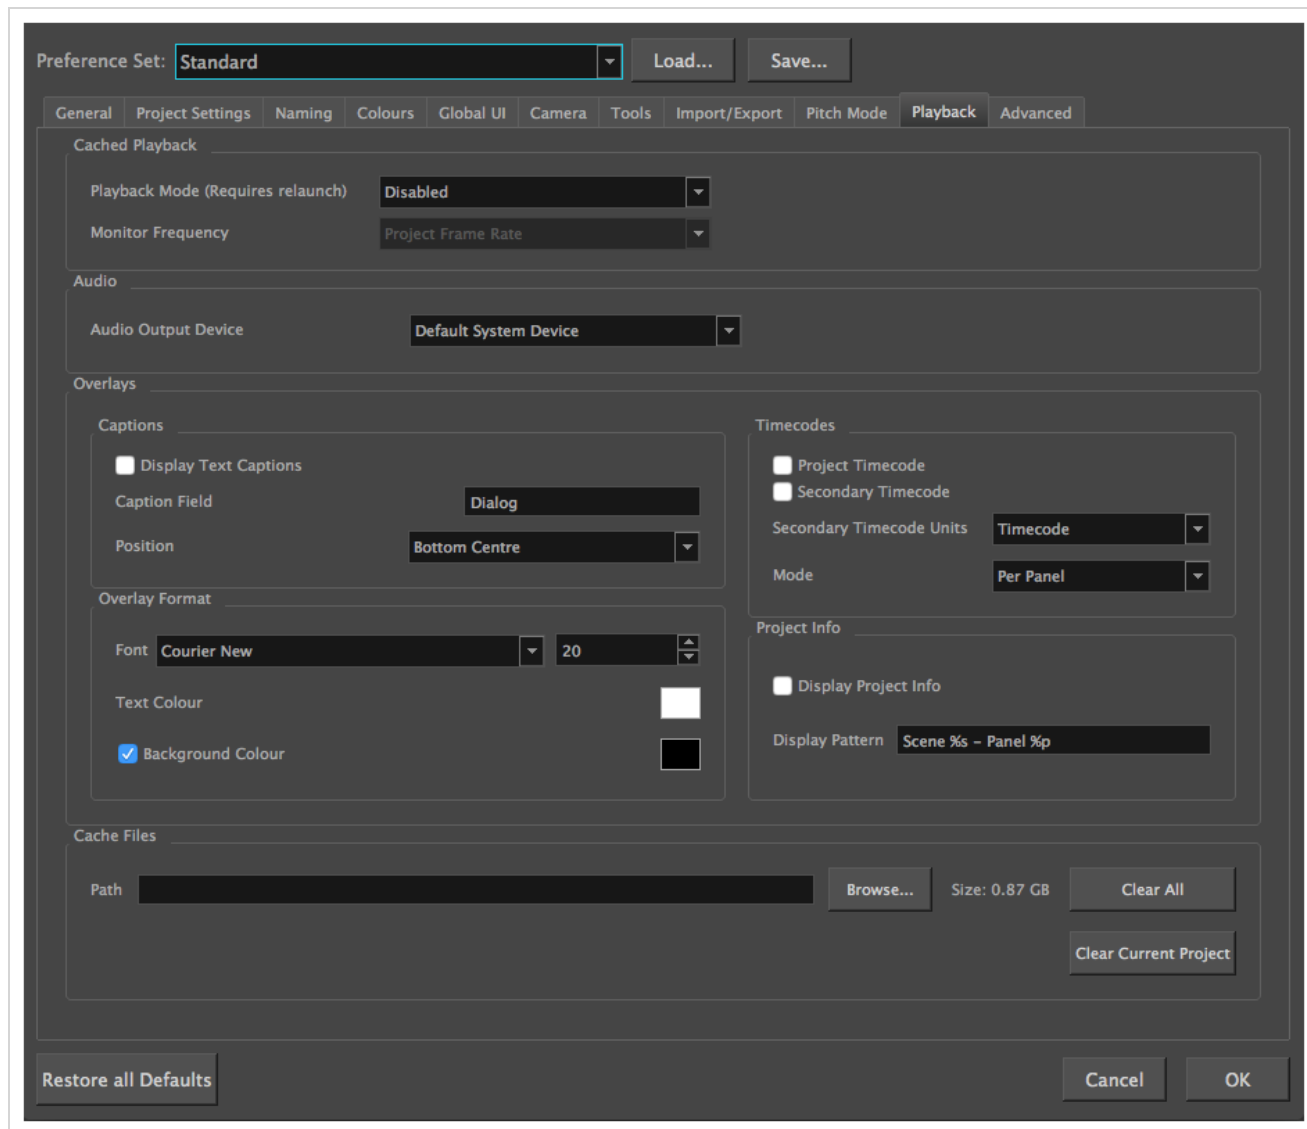 Preference Set: Standard Load... Save...
General Project Settings Naming Colours Global UI Camera Tools Import/Export Pitch Mode Playback Advanced
Cached Playback
Playback Mode (Requires relaunch) Disabled
Monitor Frequency Project Frame Rate
Audio
Audio Output Device Default System Device
Overlays
Captions
Display Text Captions
Caption Field Dialog
Position Bottom Centre
Overlay Format
Font Courier New 20
Text Colour
Background Colour
Timecodes
Project Timecode
Secondary Timecode
Secondary Timecode Units Timecode
Mode Per Panel
Project Info
Display Project Info
Display Pattern Scene %s – Panel %p
Cache Files
Path Browse... Size: 0.87 GB Clear All
Clear Current Project
Restore all Defaults Cancel OK